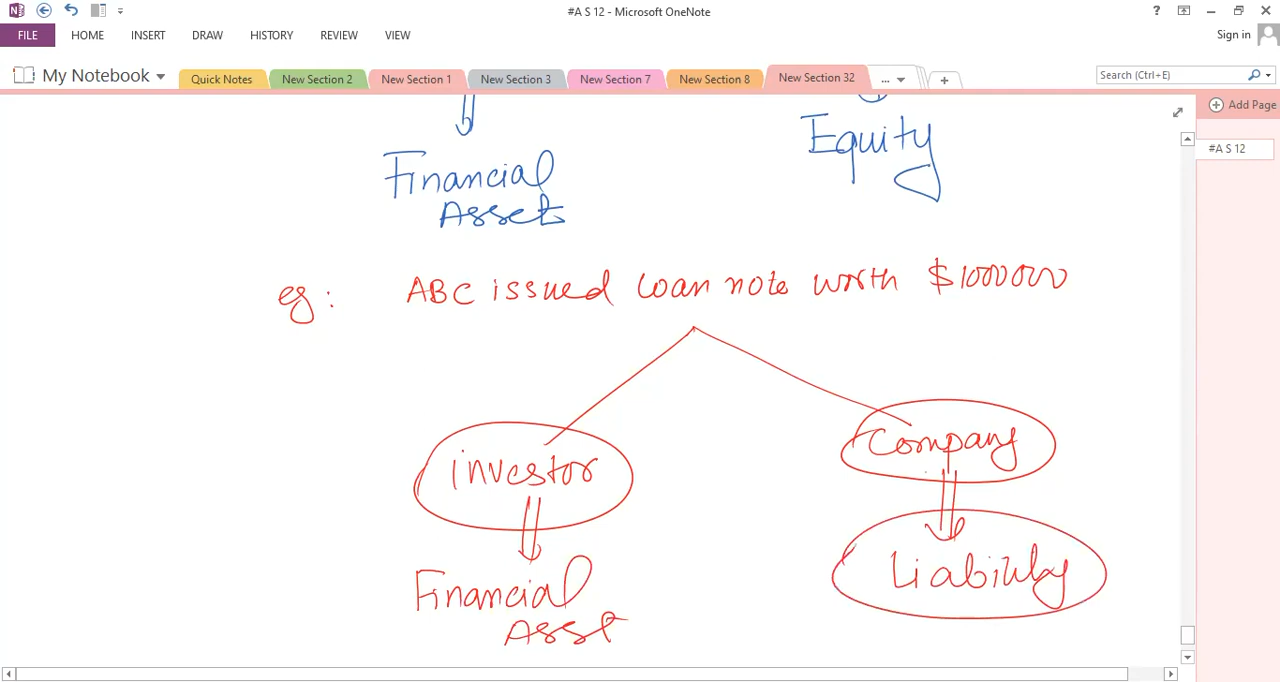 #A S 12 - Microsoft OneNote
?
FILE HOME INSERT DRAW HISTORY REVIEW VIEW
Sign in
My Notebook
Quick Notes New Section 2 New Section 1 New Section 3 New Section 7 New Section 8 New Section 32 ...
Search (Ctrl+E)
Add Page
#A S 12
Equity
Financial
Assets
eg: ABC issued loan note worth $1000000
investor
Company
Financial
Asst
Liability